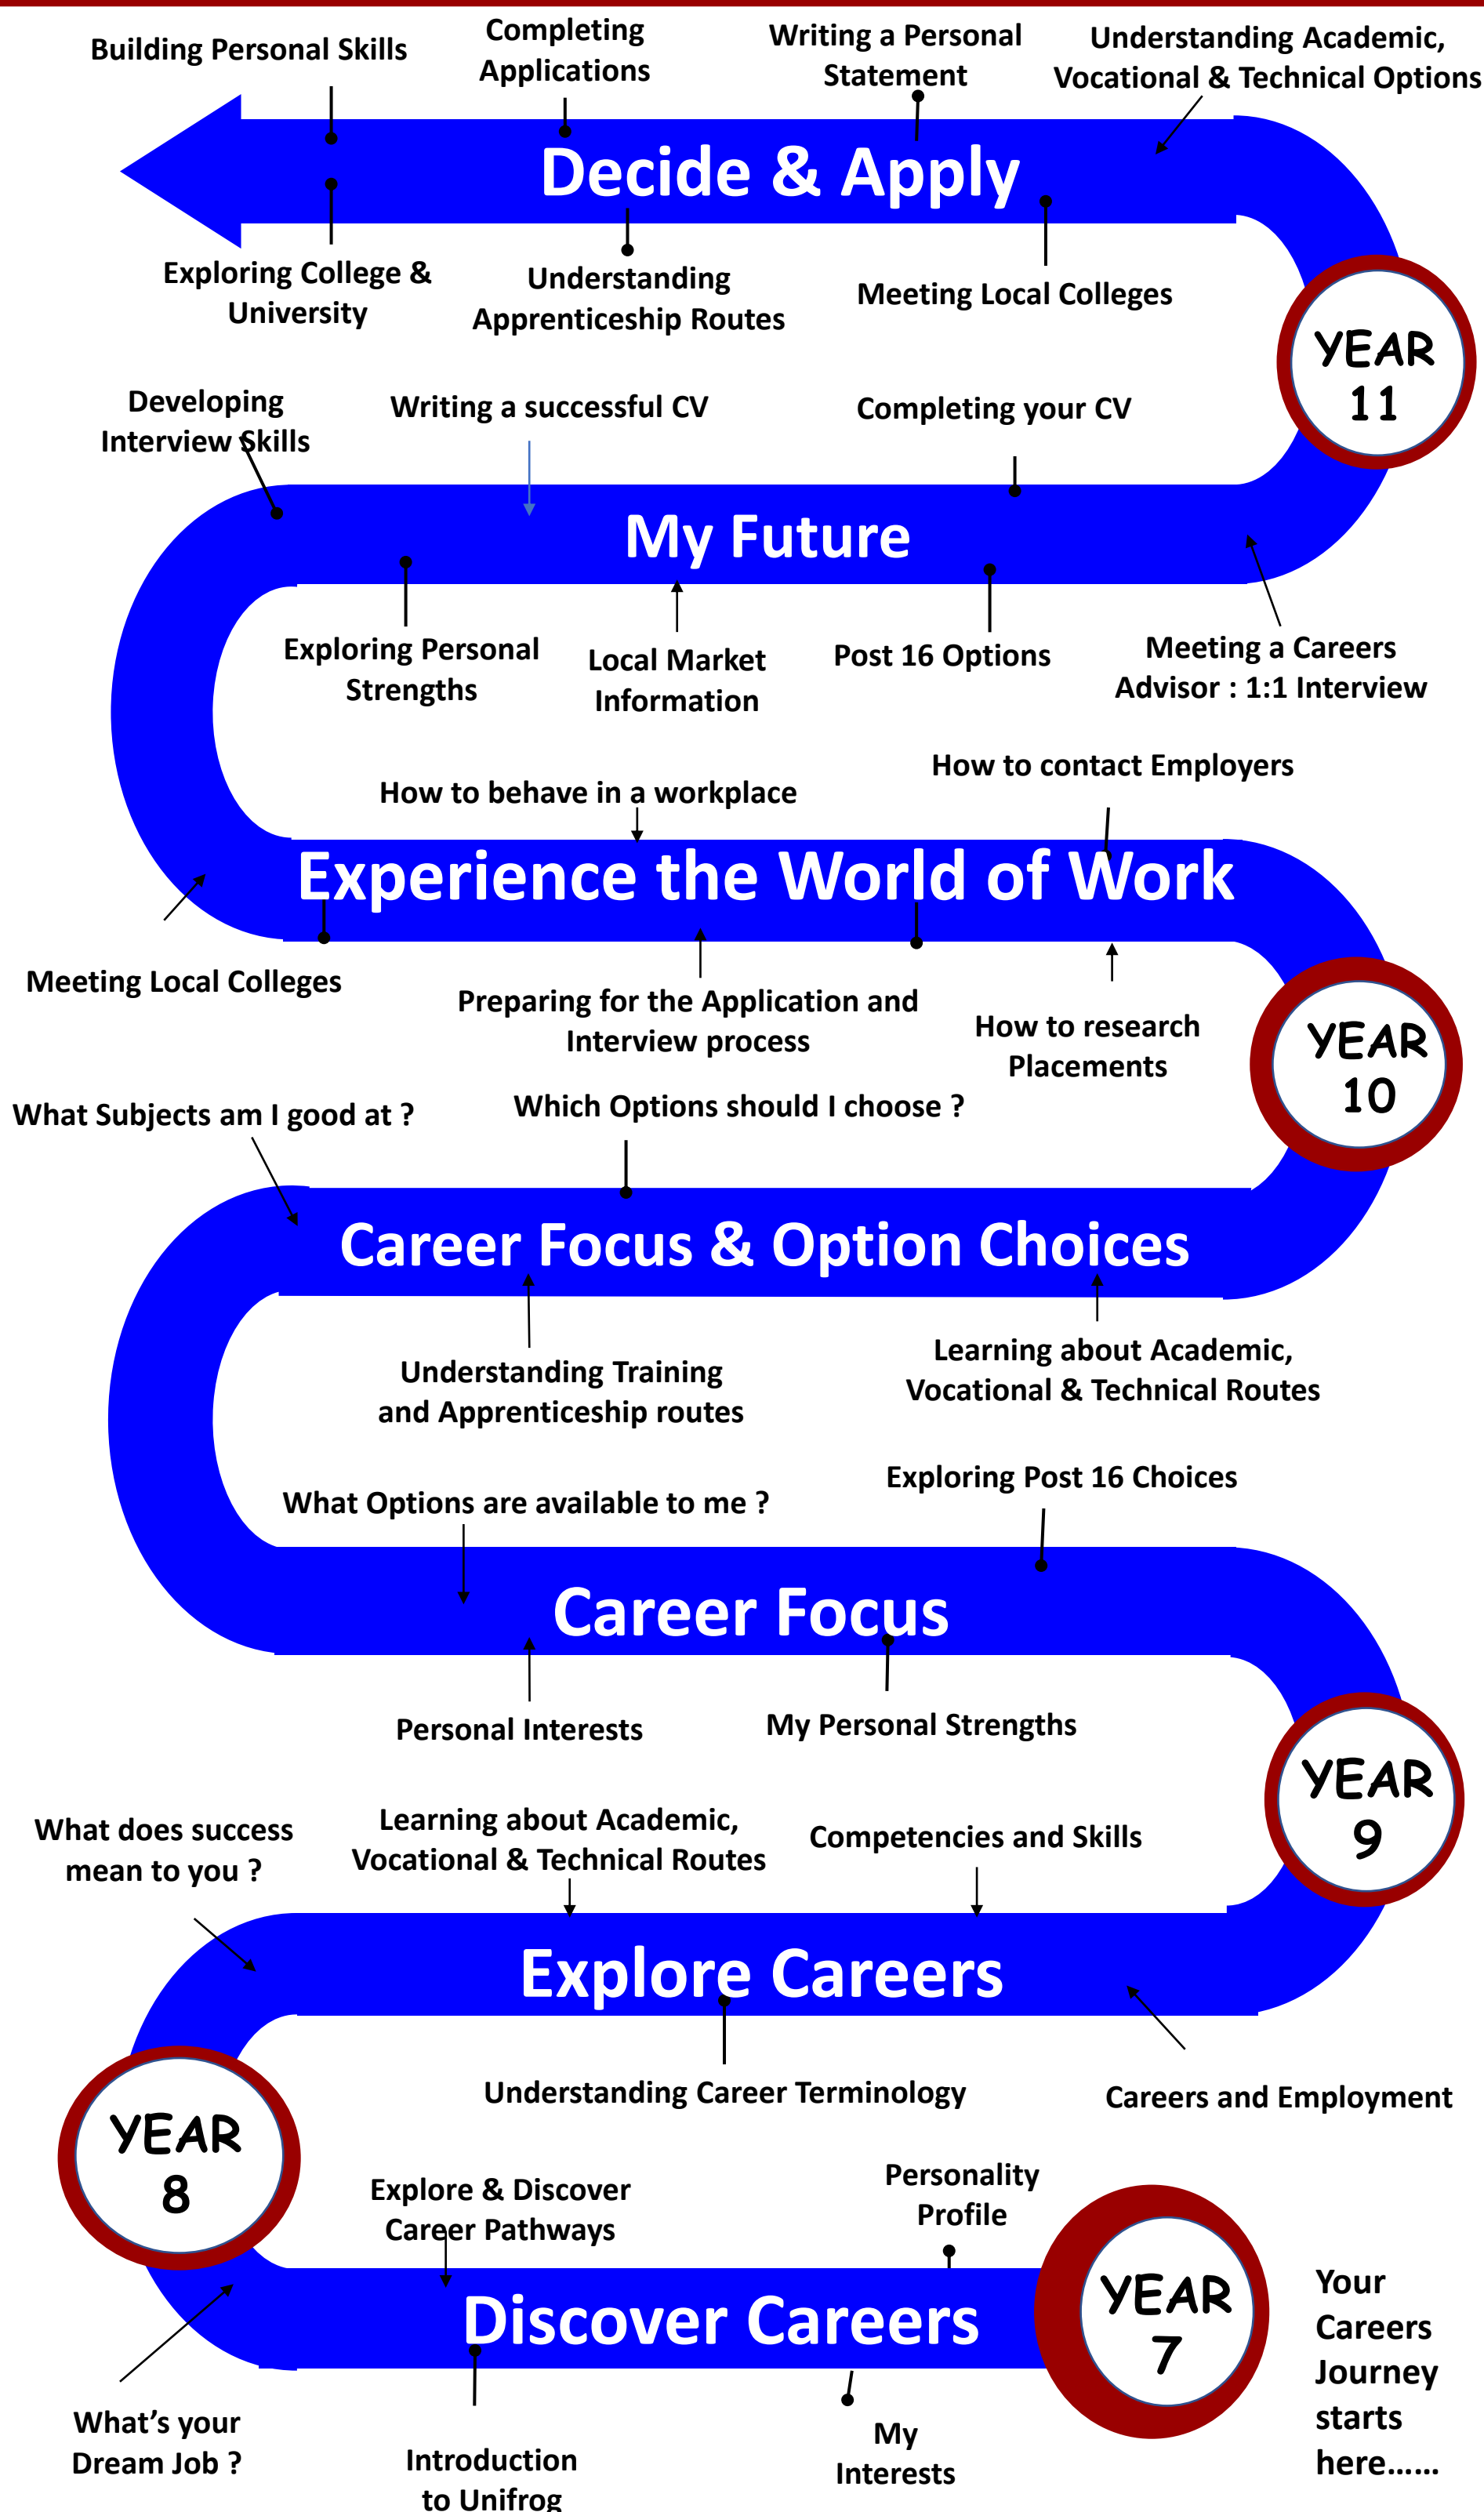 Building Personal Skills
Completing
Applications
Writing a Personal
Statement
Understanding Academic,
Vocational & Technical Options
Decide & Apply
Exploring College &
University
Understanding
Apprenticeship Routes
Meeting Local Colleges
YEAR
11
Developing
Interview Skills
Writing a successful CV
Completing your CV
My Future
Exploring Personal
Strengths
Local Market
Information
Post 16 Options
Meeting a Careers
Advisor : 1:1 Interview
How to behave in a workplace
How to contact Employers
Experience the World of Work
Meeting Local Colleges
Preparing for the Application and
Interview process
How to research
Placements
YEAR
10
What Subjects am I good at ?
Which Options should I choose ?
Career Focus & Option Choices
Understanding Training
and Apprenticeship routes
Learning about Academic,
Vocational & Technical Routes
What Options are available to me ?
Exploring Post 16 Choices
Career Focus
Personal Interests
My Personal Strengths
YEAR
9
What does success
mean to you ?
Learning about Academic,
Vocational & Technical Routes
Competencies and Skills
Explore Careers
Understanding Career Terminology
Careers and Employment
YEAR
8
Explore & Discover
Career Pathways
Personality
Profile
Discover Careers
YEAR
7
Your
Careers
Journey
starts
here……
What's your
Dream Job ?
Introduction
to Unifrog
My
Interests